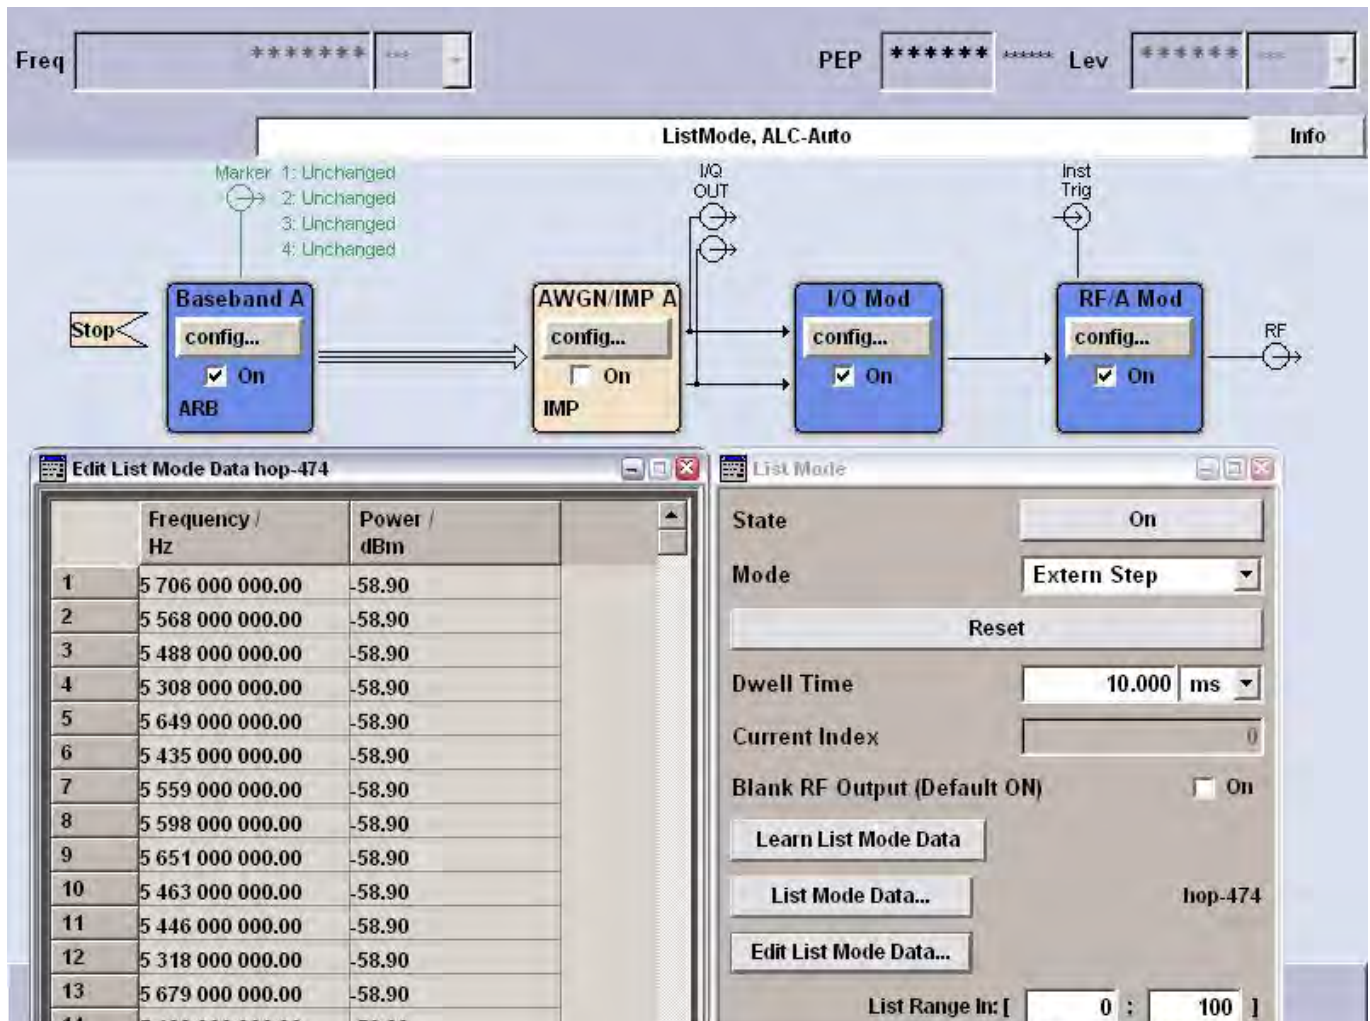 Freq ******* --- PEP ****** ****** Lev ****** ---
ListMode, ALC-Auto Info
Marker 1: Unchanged
2: Unchanged
3: Unchanged
4: Unchanged
I/Q
OUT
Inst
Trig
Stop
Baseband A
config...
On
ARB
AWGN/IMP A
config...
On
IMP
I/Q Mod
config...
On
RF/A Mod
config...
On
RF
Edit List Mode Data hop-474
Frequency / Hz Power / dBm
1 5 706 000 000.00 -58.90
2 5 568 000 000.00 -58.90
3 5 488 000 000.00 -58.90
4 5 308 000 000.00 -58.90
5 5 649 000 000.00 -58.90
6 5 435 000 000.00 -58.90
7 5 559 000 000.00 -58.90
8 5 598 000 000.00 -58.90
9 5 651 000 000.00 -58.90
10 5 463 000 000.00 -58.90
11 5 446 000 000.00 -58.90
12 5 318 000 000.00 -58.90
13 5 679 000 000.00 -58.90
List Mode
State On
Mode Extern Step
Reset
Dwell Time 10.000 ms
Current Index 0
Blank RF Output (Default ON) On
Learn List Mode Data
List Mode Data... hop-474
Edit List Mode Data...
List Range In: [ 0 : 100 ]